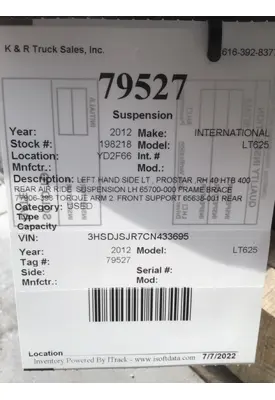 K & R Truck Sales, Inc.
616-392-837
79527
Suspension
Year: 2012 Make: INTERNATIONAL
Stock #: 198218 Model: LT625
Location: YD2F66 Int. #
Mnfctr.: Mod:
Description: LEFT HAND SIDE LT , PROSTAR ,RH 40 HTB 400
REAR AIR RIDE. SUSPENSION LH 65700-000 FRAME BRACE
TORQUE ARM 2. FRONT SUPPORT 65638-001 REAR
Category: USED
Type
Capacity
VIN: 3HSDJSJR7CN433695
Year: 2012 Model: LT625
Tag #: 79527
Side: Serial#:
Mnfctr.: Mod:
Location
Inventory Powered By ITrack - www.isoftdata.com 7/7/2022